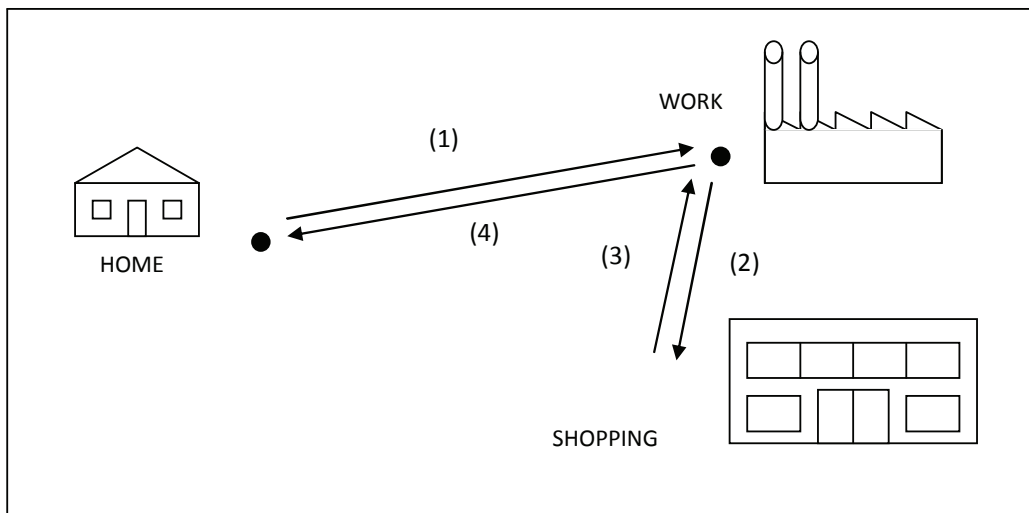 WORK
(1)
HOME
(4)
(3)
(2)
SHOPPING